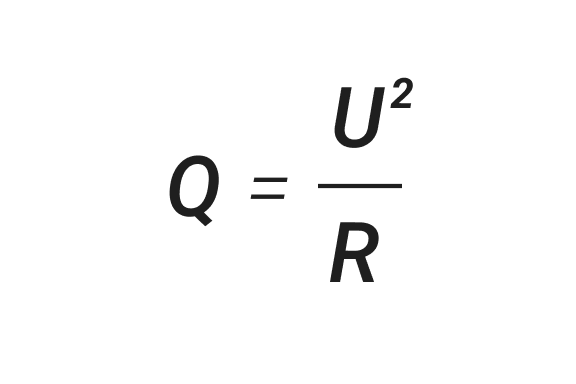 Q = U² / R